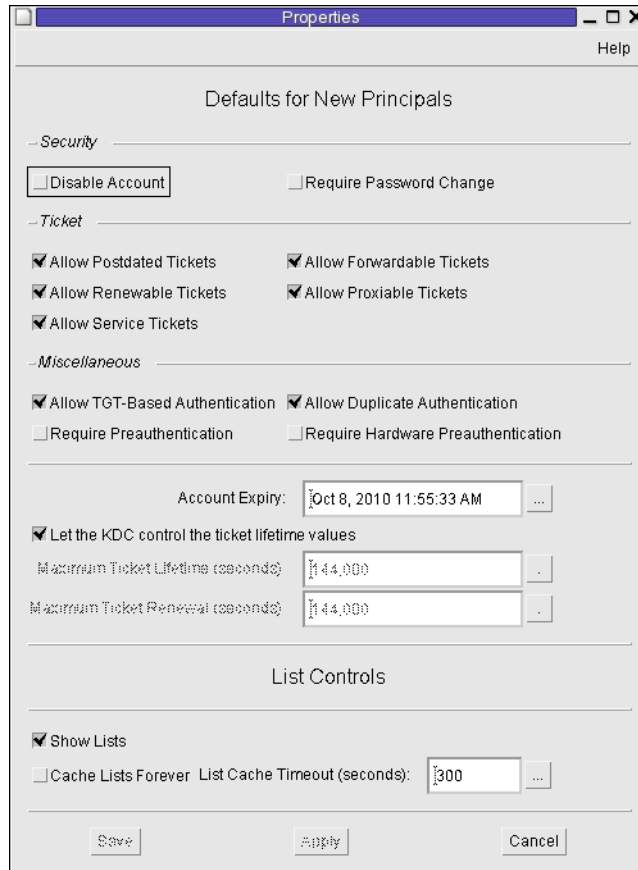 Properties
Help
Defaults for New Principals
Security
Disable Account Require Password Change
Ticket
Allow Postdated Tickets Allow Forwardable Tickets
Allow Renewable Tickets Allow Proxiable Tickets
Allow Service Tickets
Miscellaneous
Allow TGT-Based Authentication Allow Duplicate Authentication
Require Preauthentication Require Hardware Preauthentication
Account Expiry: Oct 8, 2010 11:55:33 AM ...
Let the KDC control the ticket lifetime values
Maximum Ticket Lifetime (seconds) 144,000 .
Maximum Ticket Renewal (seconds) 144,000 .
List Controls
Show Lists
Cache Lists Forever List Cache Timeout (seconds): 300 ...
Save Apply Cancel